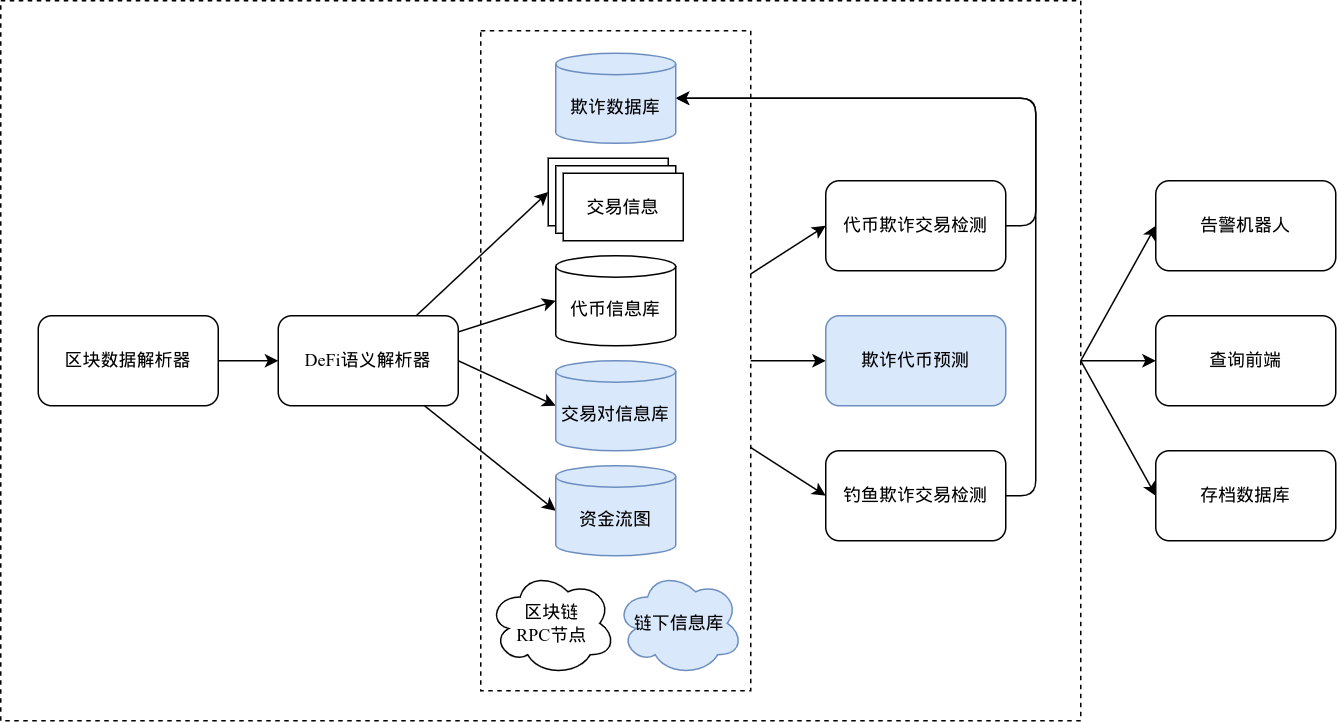 欺诈数据库
交易信息
代币信息库
交易对信息库
资金流图
区块链
RPC节点
链下信息库
区块数据解析器
DeFi语义解析器
代币欺诈交易检测
欺诈代币预测
钓鱼欺诈交易检测
告警机器人
查询前端
存档数据库